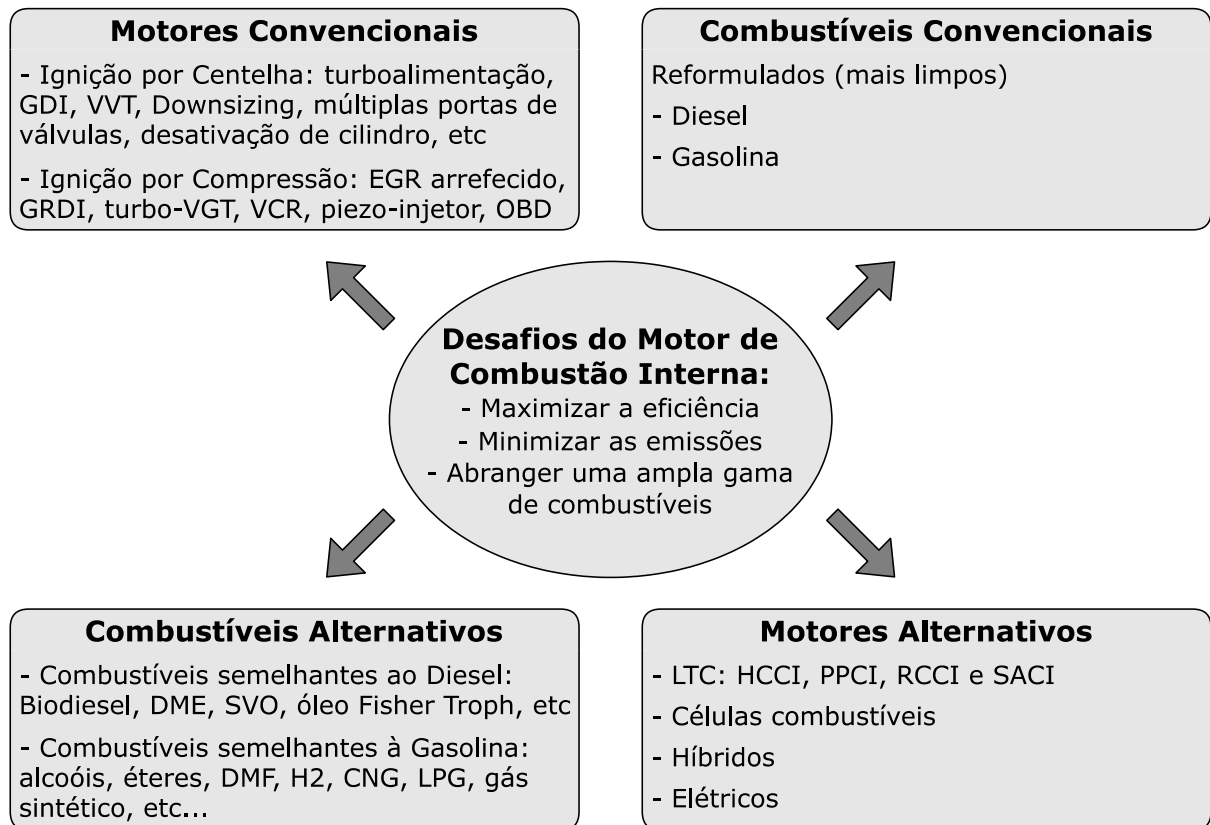 Motores Convencionais
- Ignição por Centelha: turboalimentação,
GDI, VVT, Downsizing, múltiplas portas de
válvulas, desativação de cilindro, etc
- Ignição por Compressão: EGR arrefecido,
GRDI, turbo-VGT, VCR, piezo-injetor, OBD
Combustíveis Convencionais
Reformulados (mais limpos)
- Diesel
- Gasolina
Desafios do Motor de
Combustão Interna:
- Maximizar a eficiência
- Minimizar as emissões
- Abranger uma ampla gama
de combustíveis
Combustíveis Alternativos
- Combustíveis semelhantes ao Diesel:
Biodiesel, DME, SVO, óleo Fisher Troph, etc
- Combustíveis semelhantes à Gasolina:
alcoóis, éteres, DMF, H2, CNG, LPG, gás
sintético, etc...
Motores Alternativos
- LTC: HCCI, PPCI, RCCI e SACI
- Células combustíveis
- Híbridos
- Elétricos